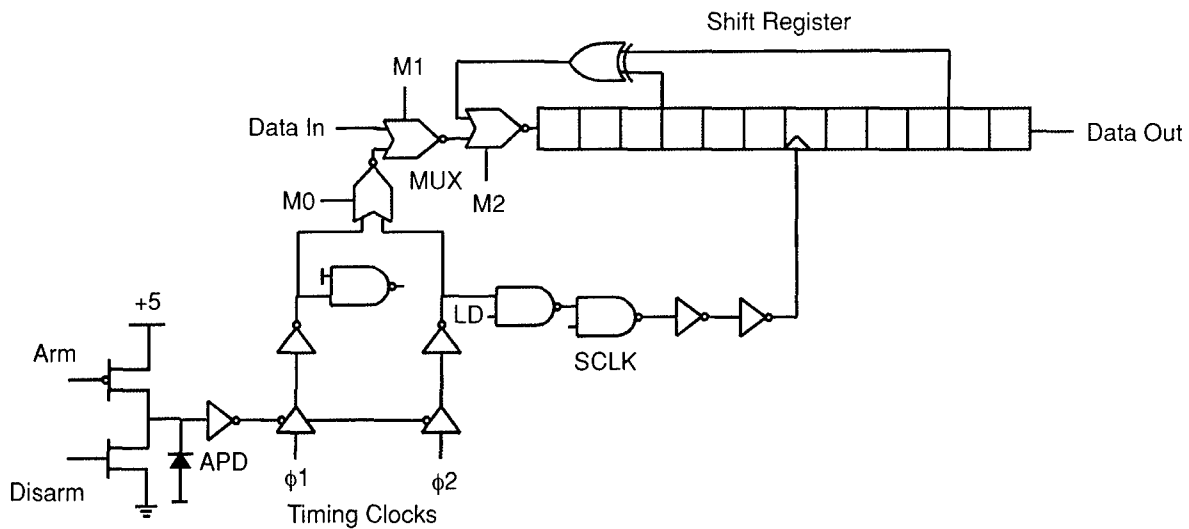 Shift Register
M1
Data In
Data Out
MUX
M0
M2
+5
LD
SCLK
Arm
APD
Disarm
ϕ1
ϕ2
Timing Clocks